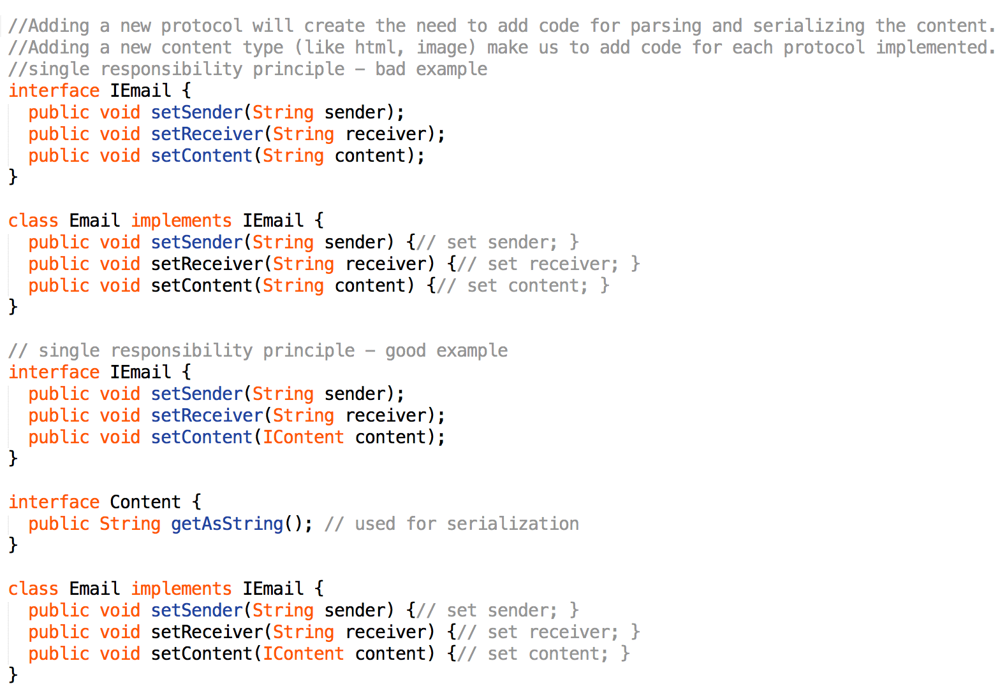 //Adding a new protocol will create the need to add code for parsing and serializing the content.
//Adding a new content type (like html, image) make us to add code for each protocol implemented.
//single responsibility principle – bad example
interface IEmail {
  public void setSender(String sender);
  public void setReceiver(String receiver);
  public void setContent(String content);
}

class Email implements IEmail {
  public void setSender(String sender) {// set sender; }
  public void setReceiver(String receiver) {// set receiver; }
  public void setContent(String content) {// set content; }
}

// single responsibility principle – good example
interface IEmail {
  public void setSender(String sender);
  public void setReceiver(String receiver);
  public void setContent(IContent content);
}

interface Content {
  public String getAsString(); // used for serialization
}

class Email implements IEmail {
  public void setSender(String sender) {// set sender; }
  public void setReceiver(String receiver) {// set receiver; }
  public void setContent(IContent content) {// set content; }
}